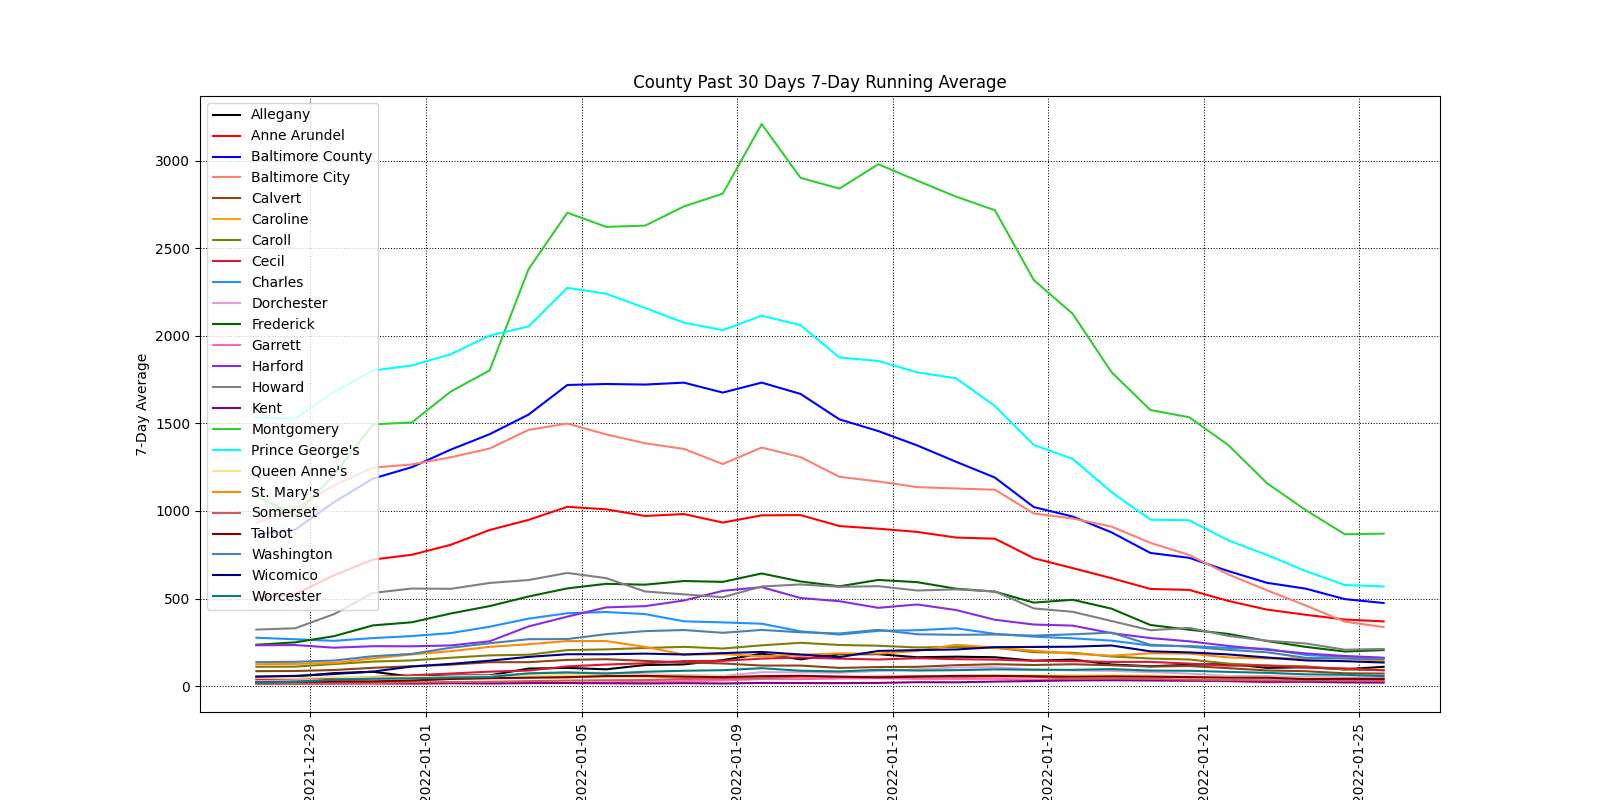 County Past 30 Days 7-Day Running Average
Allegany
Anne Arundel
Baltimore County
Baltimore City
Calvert
Caroline
Caroll
Cecil
Charles
Dorchester
Frederick
Garrett
Harford
Howard
Kent
Montgomery
Prince George's
Queen Anne's
St. Mary's
Somerset
Talbot
Washington
Wicomico
Worcester
7-Day Average
3000
2500
2000
1500
1000
500
0
2021-12-29
2022-01-01
2022-01-05
2022-01-09
2022-01-13
2022-01-17
2022-01-21
2022-01-25